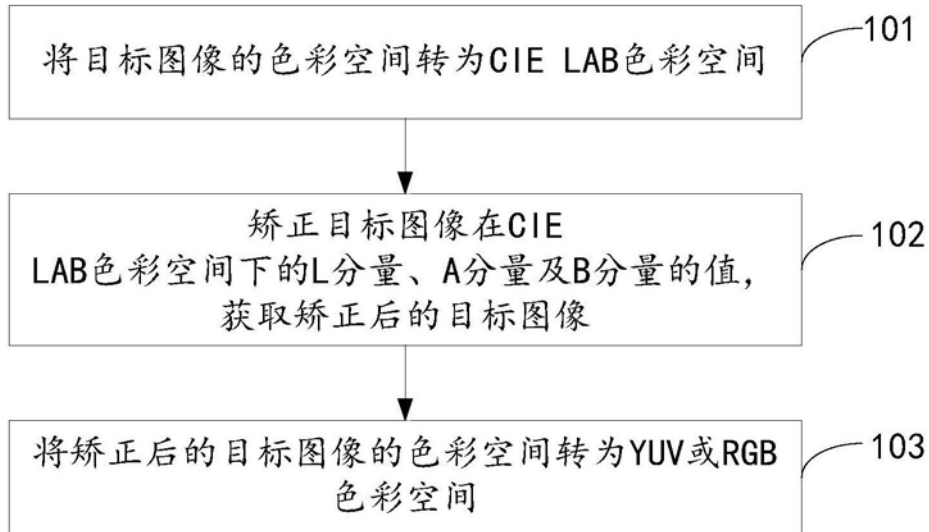 将目标图像的色彩空间转为CIE LAB色彩空间
101
矫正目标图像在CIE
LAB色彩空间下的L分量、A分量及B分量的值,
获取矫正后的目标图像
102
将矫正后的目标图像的色彩空间转为YUV或RGB
色彩空间
103